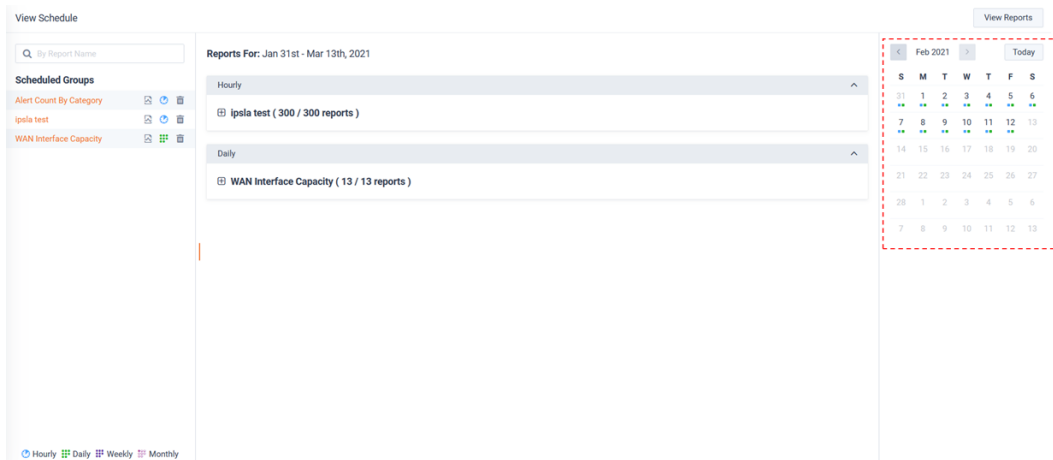 View Schedule
View Reports
By Report Name
Scheduled Groups
Alert Count By Category
ipsla test
WAN Interface Capacity
Hourly Daily Weekly Monthly
Reports For: Jan 31st - Mar 13th, 2021
Hourly
ipsla test ( 300 / 300 reports )
Daily
WAN Interface Capacity ( 13 / 13 reports )
< Feb 2021 > Today
S M T W T F S
31 1 2 3 4 5 6
7 8 9 10 11 12 13
14 15 16 17 18 19 20
21 22 23 24 25 26 27
28 1 2 3 4 5 6
7 8 9 10 11 12 13